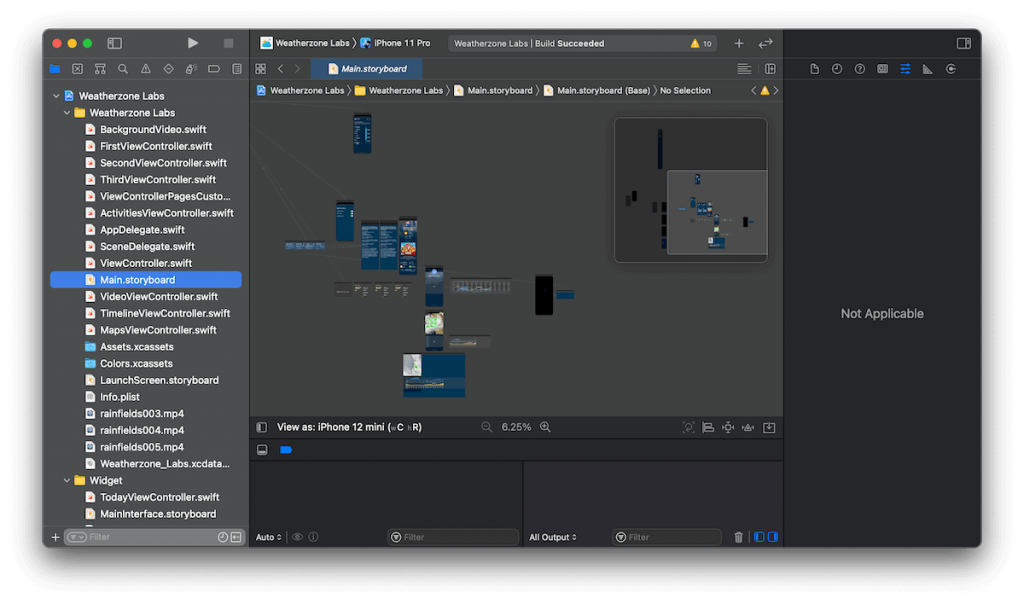 Weatherzone Labs 〉 iPhone 11 Pro
Weatherzone Labs | Build Succeeded
10
Main.storyboard
Weatherzone Labs 〉 Weatherzone Labs 〉 Main.storyboard 〉 Main.storyboard (Base) 〉 No Selection
Weatherzone Labs
Weatherzone Labs
BackgroundVideo.swift
FirstViewController.swift
SecondViewController.swift
ThirdViewController.swift
ViewControllerPagesCusto...
ActivitiesViewController.swift
AppDelegate.swift
SceneDelegate.swift
ViewController.swift
Main.storyboard
VideoViewController.swift
TimelineViewController.swift
MapsViewController.swift
Assets.xcassets
Colors.xcassets
LaunchScreen.storyboard
Info.plist
rainfields003.mp4
rainfields004.mp4
rainfields005.mp4
Weatherzone_Labs.xcdata...
Widget
TodayViewController.swift
MainInterface.storyboard
Filter
View as: iPhone 12 mini (wC hR)
6.25%
Auto
Filter
All Output
Filter
Not Applicable